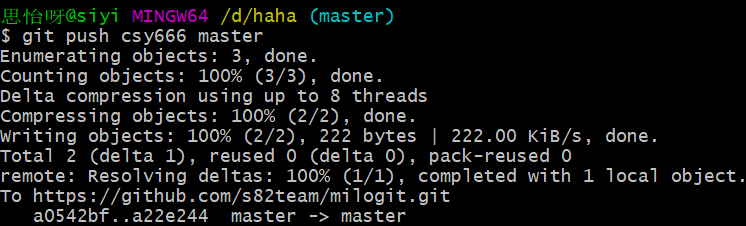 思怡呀@siyi MINGW64 /d/haha (master)
$ git push csy666 master
Enumerating objects: 3, done.
Counting objects: 100% (3/3), done.
Delta compression using up to 8 threads
Compressing objects: 100% (2/2), done.
Writing objects: 100% (2/2), 222 bytes | 222.00 KiB/s, done.
Total 2 (delta 1), reused 0 (delta 0), pack-reused 0
remote: Resolving deltas: 100% (1/1), completed with 1 local object.
To https://github.com/s82team/milogit.git
   a0542bf..a22e244  master -> master